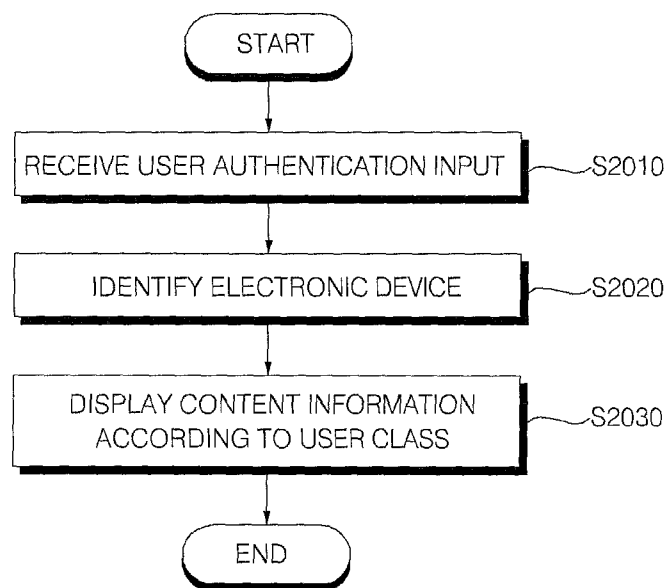 START
RECEIVE USER AUTHENTICATION INPUT
S2010
IDENTIFY ELECTRONIC DEVICE
S2020
DISPLAY CONTENT INFORMATION
ACCORDING TO USER CLASS
S2030
END